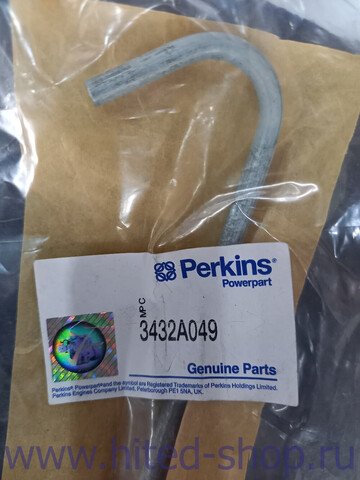 Perkins®
Powerpart
MPC
3432A049
Genuine Parts
Perkins® Powerpart and the symbol are Registered Trademarks of Perkins Holdings Limited.
Perkins Engines Company Limited, Peterborough PE1 5NA, UK.
www.hited-shop.ru